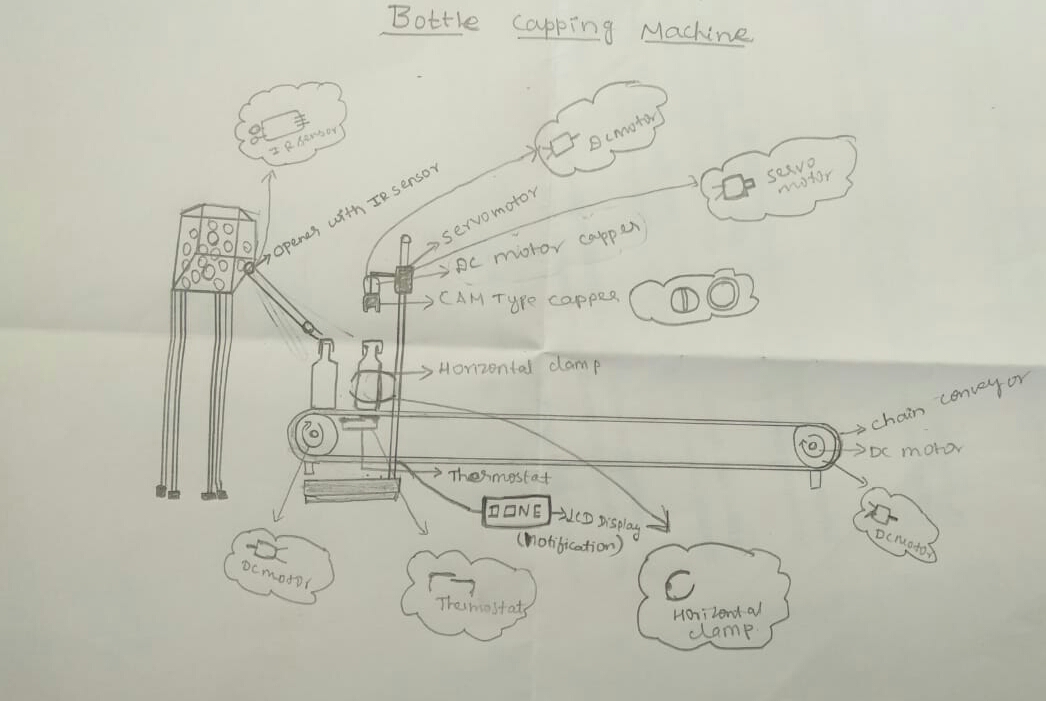 Bottle Capping Machine
IR sensor
DC motor
Servo
motor
opener with IR sensor
Servomotor
DC motor capper
CAM Type capper
Horizontal clamp
chain conveyor
DC motor
Thermostat
DONE
LCD Display
(Notification)
DC motor
DC motor
Thermostat
Horizontal
clamp